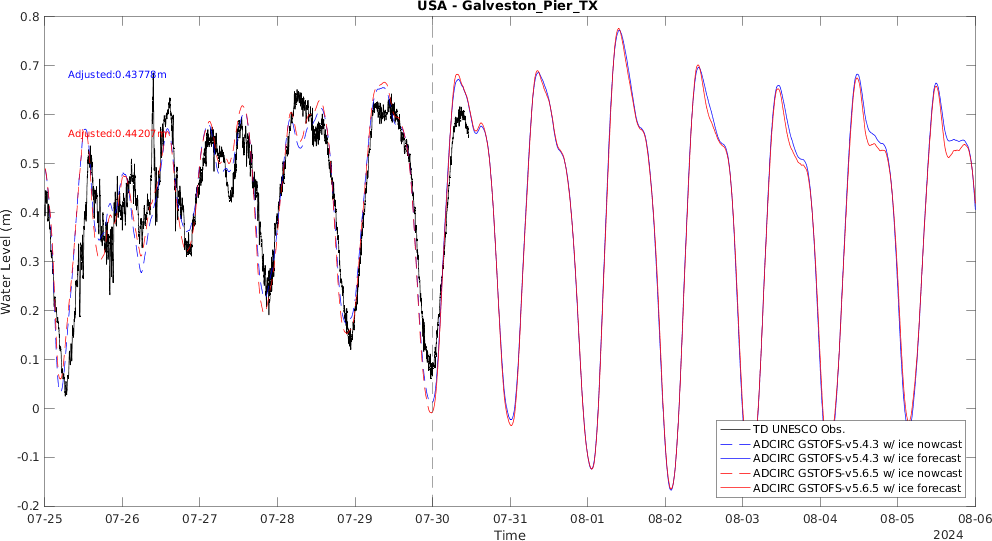 USA - Galveston_Pier_TX
0.8
0.7
0.6
0.5
0.4
0.3
0.2
0.1
0
-0.1
-0.2
Water Level (m)
Adjusted:0.43778m
Adjusted:0.44207m
TD UNESCO Obs.
ADCIRC GSTOFS-v5.4.3 w/ ice nowcast
ADCIRC GSTOFS-v5.4.3 w/ ice forecast
ADCIRC GSTOFS-v5.6.5 w/ ice nowcast
ADCIRC GSTOFS-v5.6.5 w/ ice forecast
07-25 07-26 07-27 07-28 07-29 07-30 07-31 08-01 08-02 08-03 08-04 08-05 08-06
Time
2024